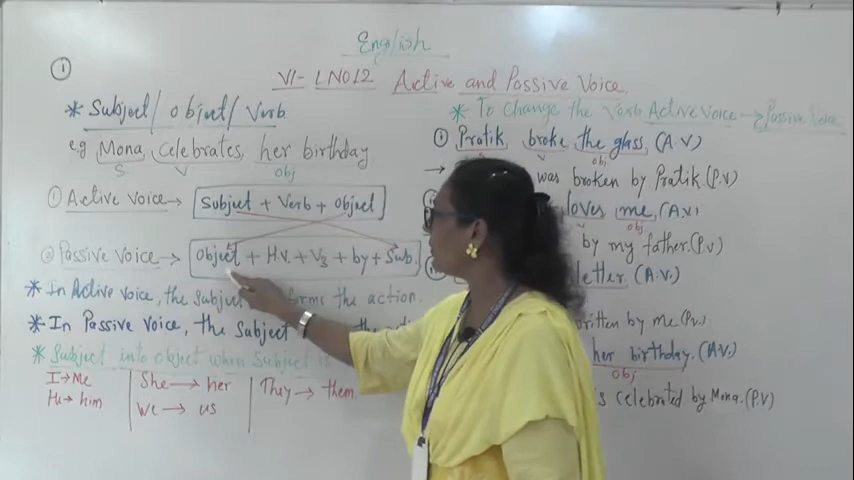 English
①
VI- LNO12 Active and Passive Voice.
* Subject/ object/ Verb
eg Mona celebrates her birthday
S V obj
① Active Voice → Subject + Verb + Object
② Passive Voice → Object + H.V. + V3 + by + Sub.
* In Active Voice, the Subject forms the action.
* In Passive Voice, the Subject the
* Subject into object when Subject is
I → Me
He → him
She → her
We → us
They → them
* To change the Verb Active Voice → Passive Voice
① Pratik broke the glass. (A.V)
S V obj
→ was broken by Pratik (P.V)
loves me, (A.V)
obj
by my father. (P.V)
letter. (A.V.)
written by me (P.V)
her birthday. (A.V.)
Obj
is celebrated by Mona. (P.V)